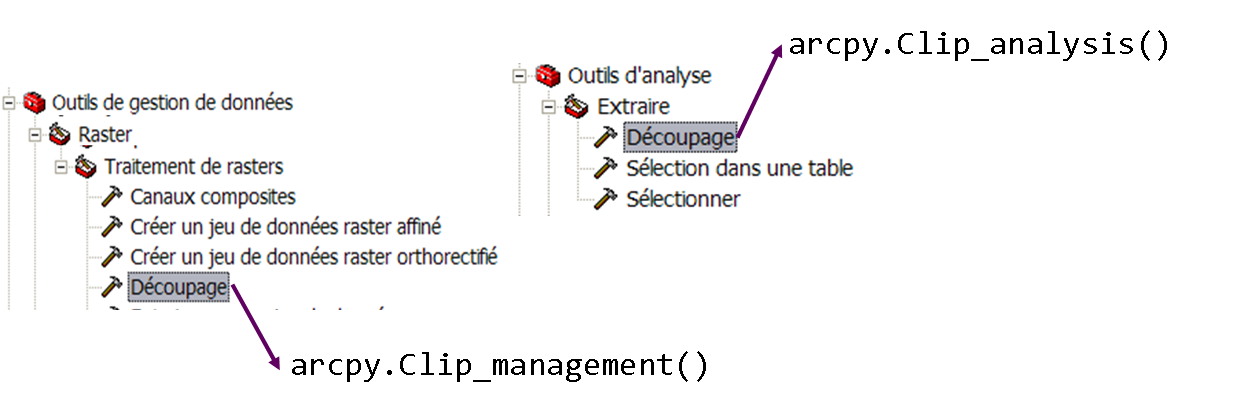 Outils de gestion de données
Raster
Traitement de rasters
Canaux composites
Créer un jeu de données raster affiné
Créer un jeu de données raster orthorectifié
Découpage
arcpy.Clip_management()
Outils d'analyse
Extraire
Découpage
Sélection dans une table
Sélectionner
arcpy.Clip_analysis()